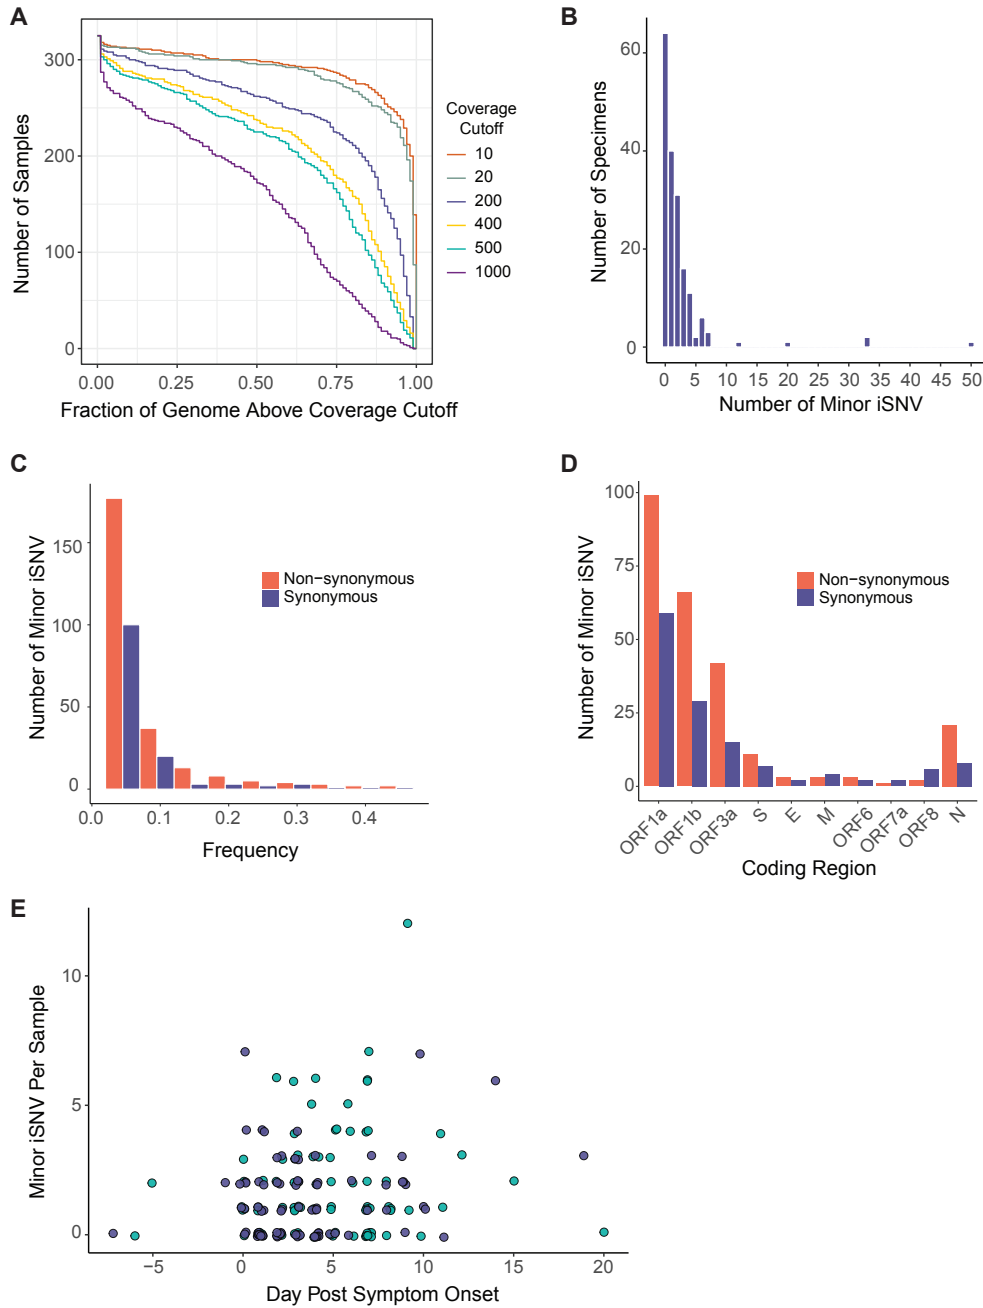 A
300
200
100
0
0.00
0.25
0.50
0.75
1.00
Number of Samples
Fraction of Genome Above Coverage Cutoff
Coverage
Cutoff
10
20
200
400
500
1000
B
60
40
20
0
0
5
10
15
20
25
30
35
40
45
50
Number of Specimens
Number of Minor iSNV
C
150
100
50
0
0.0
0.1
0.2
0.3
0.4
Number of Minor iSNV
Frequency
Non−synonymous
Synonymous
D
100
75
50
25
0
Number of Minor iSNV
Non−synonymous
Synonymous
ORF1a
ORF1b
ORF3a
S
E
M
ORF6
ORF7a
ORF8
N
Coding Region
E
10
5
0
−5
0
5
10
15
20
Minor iSNV Per Sample
Day Post Symptom Onset